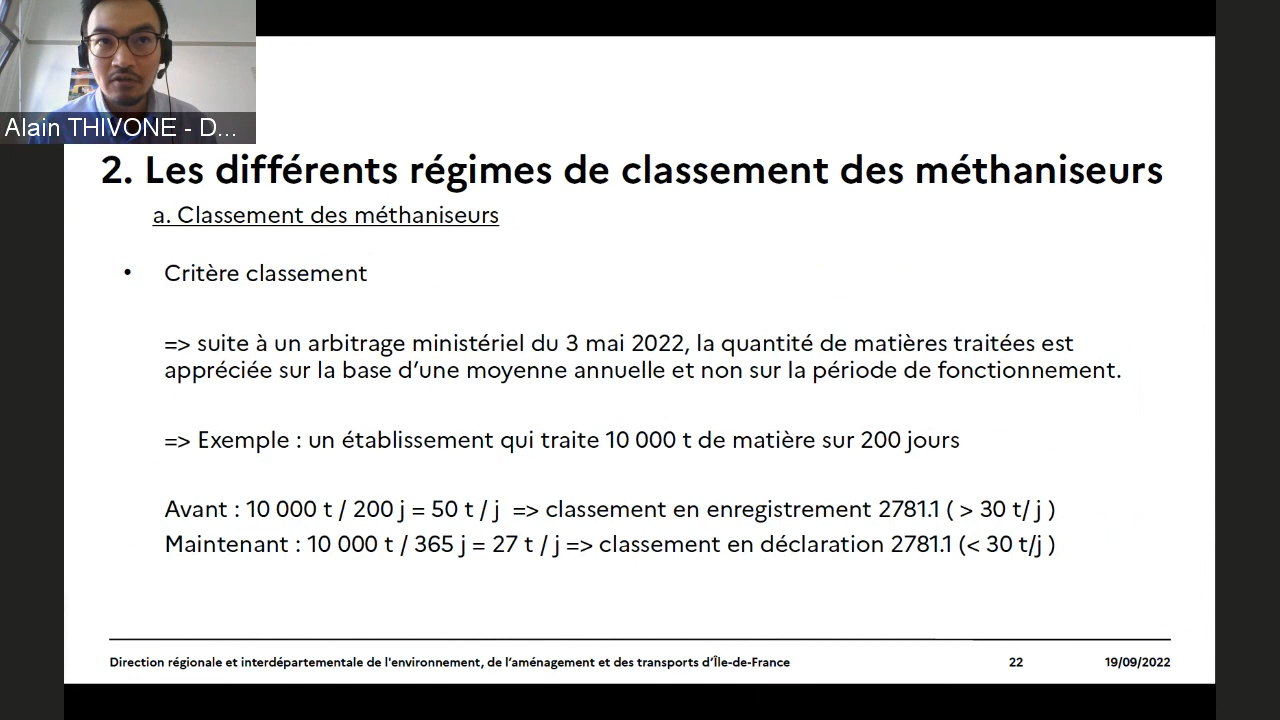 Alain THIVONE - D...
2. Les différents régimes de classement des méthaniseurs
a. Classement des méthaniseurs
• Critère classement
=> suite à un arbitrage ministériel du 3 mai 2022, la quantité de matières traitées est
appréciée sur la base d’une moyenne annuelle et non sur la période de fonctionnement.
=> Exemple : un établissement qui traite 10 000 t de matière sur 200 jours
Avant : 10 000 t / 200 j = 50 t / j => classement en enregistrement 2781.1 ( > 30 t/ j )
Maintenant : 10 000 t / 365 j = 27 t / j => classement en déclaration 2781.1 (< 30 t/j )
Direction régionale et interdépartementale de l'environnement, de l’aménagement et des transports d’Île-de-France 22 19/09/2022